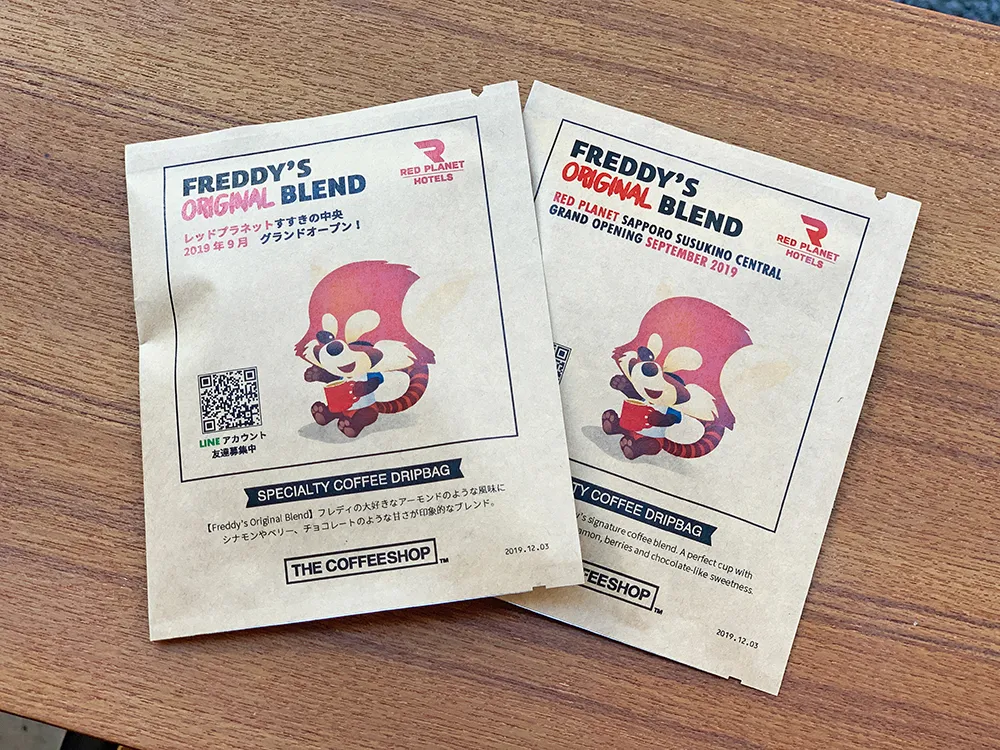 FREDDY'S
ORIGINAL BLEND
レッドプラネットすすきの中央
2019年9月 グランドオープン！
RED PLANET
HOTELS
LINE アカウント
友達募集中
SPECIALTY COFFEE DRIPBAG
【Freddy's Original Blend】フレディの大好きなアーモンドのような風味に
シナモンやベリー、チョコレートのような甘さが印象的なブレンド。
THE COFFEESHOP™
2019.12.03
FREDDY'S
ORIGINAL BLEND
RED PLANET SAPPORO SUSUKINO CENTRAL
GRAND OPENING SEPTEMBER 2019
RED PLANET
HOTELS
COFFEE DRIPBAG
signature coffee blend. A perfect cup with
berries and chocolate-like sweetness.
™
2019.12.03